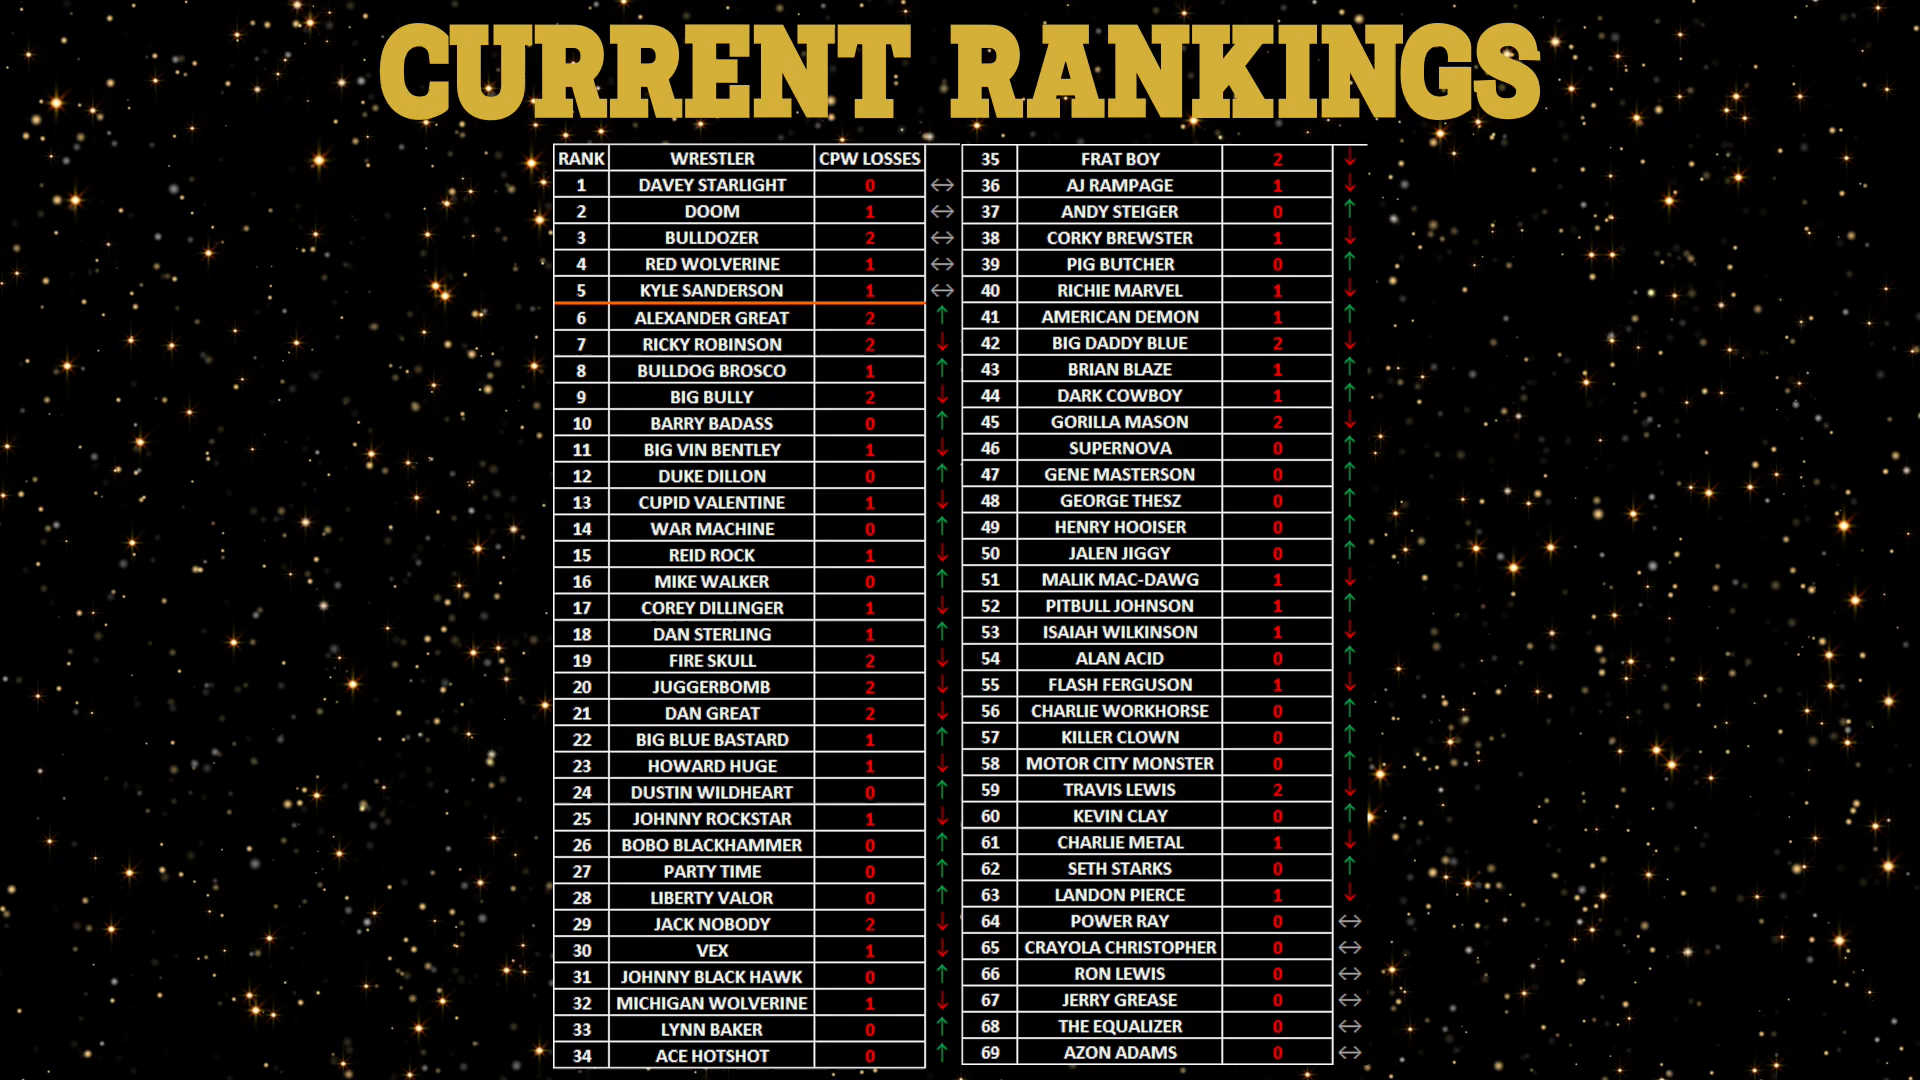 CURRENT RANKINGS
RANK WRESTLER CPW LOSSES
1 DAVEY STARLIGHT 0 ↔
2 DOOM 1 ↔
3 BULLDOZER 2 ↔
4 RED WOLVERINE 1 ↔
5 KYLE SANDERSON 1 ↔
6 ALEXANDER GREAT 2 ↑
7 RICKY ROBINSON 2 ↓
8 BULLDOG BROSCO 1 ↑
9 BIG BULLY 2 ↓
10 BARRY BADASS 0 ↑
11 BIG VIN BENTLEY 1 ↓
12 DUKE DILLON 0 ↑
13 CUPID VALENTINE 1 ↓
14 WAR MACHINE 0 ↑
15 REID ROCK 1 ↓
16 MIKE WALKER 0 ↑
17 COREY DILLINGER 1 ↓
18 DAN STERLING 1 ↑
19 FIRE SKULL 2 ↓
20 JUGGERBOMB 2 ↓
21 DAN GREAT 2 ↓
22 BIG BLUE BASTARD 1 ↑
23 HOWARD HUGE 1 ↓
24 DUSTIN WILDHEART 0 ↑
25 JOHNNY ROCKSTAR 1 ↓
26 BOBO BLACKHAMMER 0 ↑
27 PARTY TIME 0 ↑
28 LIBERTY VALOR 0 ↑
29 JACK NOBODY 2 ↓
30 VEX 1 ↓
31 JOHNNY BLACK HAWK 0 ↑
32 MICHIGAN WOLVERINE 1 ↓
33 LYNN BAKER 0 ↑
34 ACE HOTSHOT 0 ↑
35 FRAT BOY 2 ↓
36 AJ RAMPAGE 1 ↓
37 ANDY STEIGER 0 ↑
38 CORKY BREWSTER 1 ↓
39 PIG BUTCHER 0 ↑
40 RICHIE MARVEL 1 ↓
41 AMERICAN DEMON 1 ↑
42 BIG DADDY BLUE 2 ↓
43 BRIAN BLAZE 1 ↑
44 DARK COWBOY 1 ↑
45 GORILLA MASON 2 ↓
46 SUPERNOVA 0 ↑
47 GENE MASTERSON 0 ↑
48 GEORGE THESZ 0 ↑
49 HENRY HOOISER 0 ↑
50 JALEN JIGGY 0 ↑
51 MALIK MAC-DAWG 1 ↓
52 PITBULL JOHNSON 1 ↑
53 ISAIAH WILKINSON 1 ↓
54 ALAN ACID 0 ↑
55 FLASH FERGUSON 1 ↓
56 CHARLIE WORKHORSE 0 ↑
57 KILLER CLOWN 0 ↑
58 MOTOR CITY MONSTER 0 ↑
59 TRAVIS LEWIS 2 ↓
60 KEVIN CLAY 0 ↑
61 CHARLIE METAL 1 ↓
62 SETH STARKS 0 ↑
63 LANDON PIERCE 1 ↓
64 POWER RAY 0 ↔
65 CRAYOLA CHRISTOPHER 0 ↔
66 RON LEWIS 0 ↔
67 JERRY GREASE 0 ↔
68 THE EQUALIZER 0 ↔
69 AZON ADAMS 0 ↔